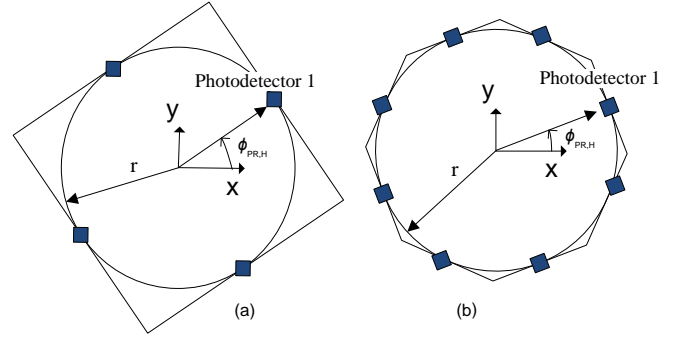 Photodetector 1
y
ϕPR,H
r
x
(a)
Photodetector 1
y
ϕPR,H
r
x
(b)